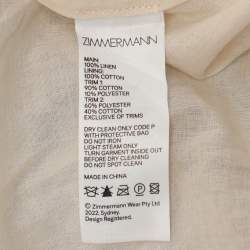 ZIMMERMANN
MAIN:
100% LINEN
LINING:
100% COTTON
TRIM 1:
90% COTTON
10% POLYESTER
TRIM 2:
60% POLYESTER
40% COTTON
EXCLUSIVE OF TRIMS
DRY CLEAN ONLY CODE P
WITH PROTECTIVE BAG
DO NOT IRON
LIGHT STEAM ONLY
TURN GARMENT INSIDE OUT
BEFORE DRY CLEANING
DO NOT SPOT CLEAN
MADE IN CHINA
© Zimmermann Wear Pty Ltd
2022, Sydney.
Design Registered.